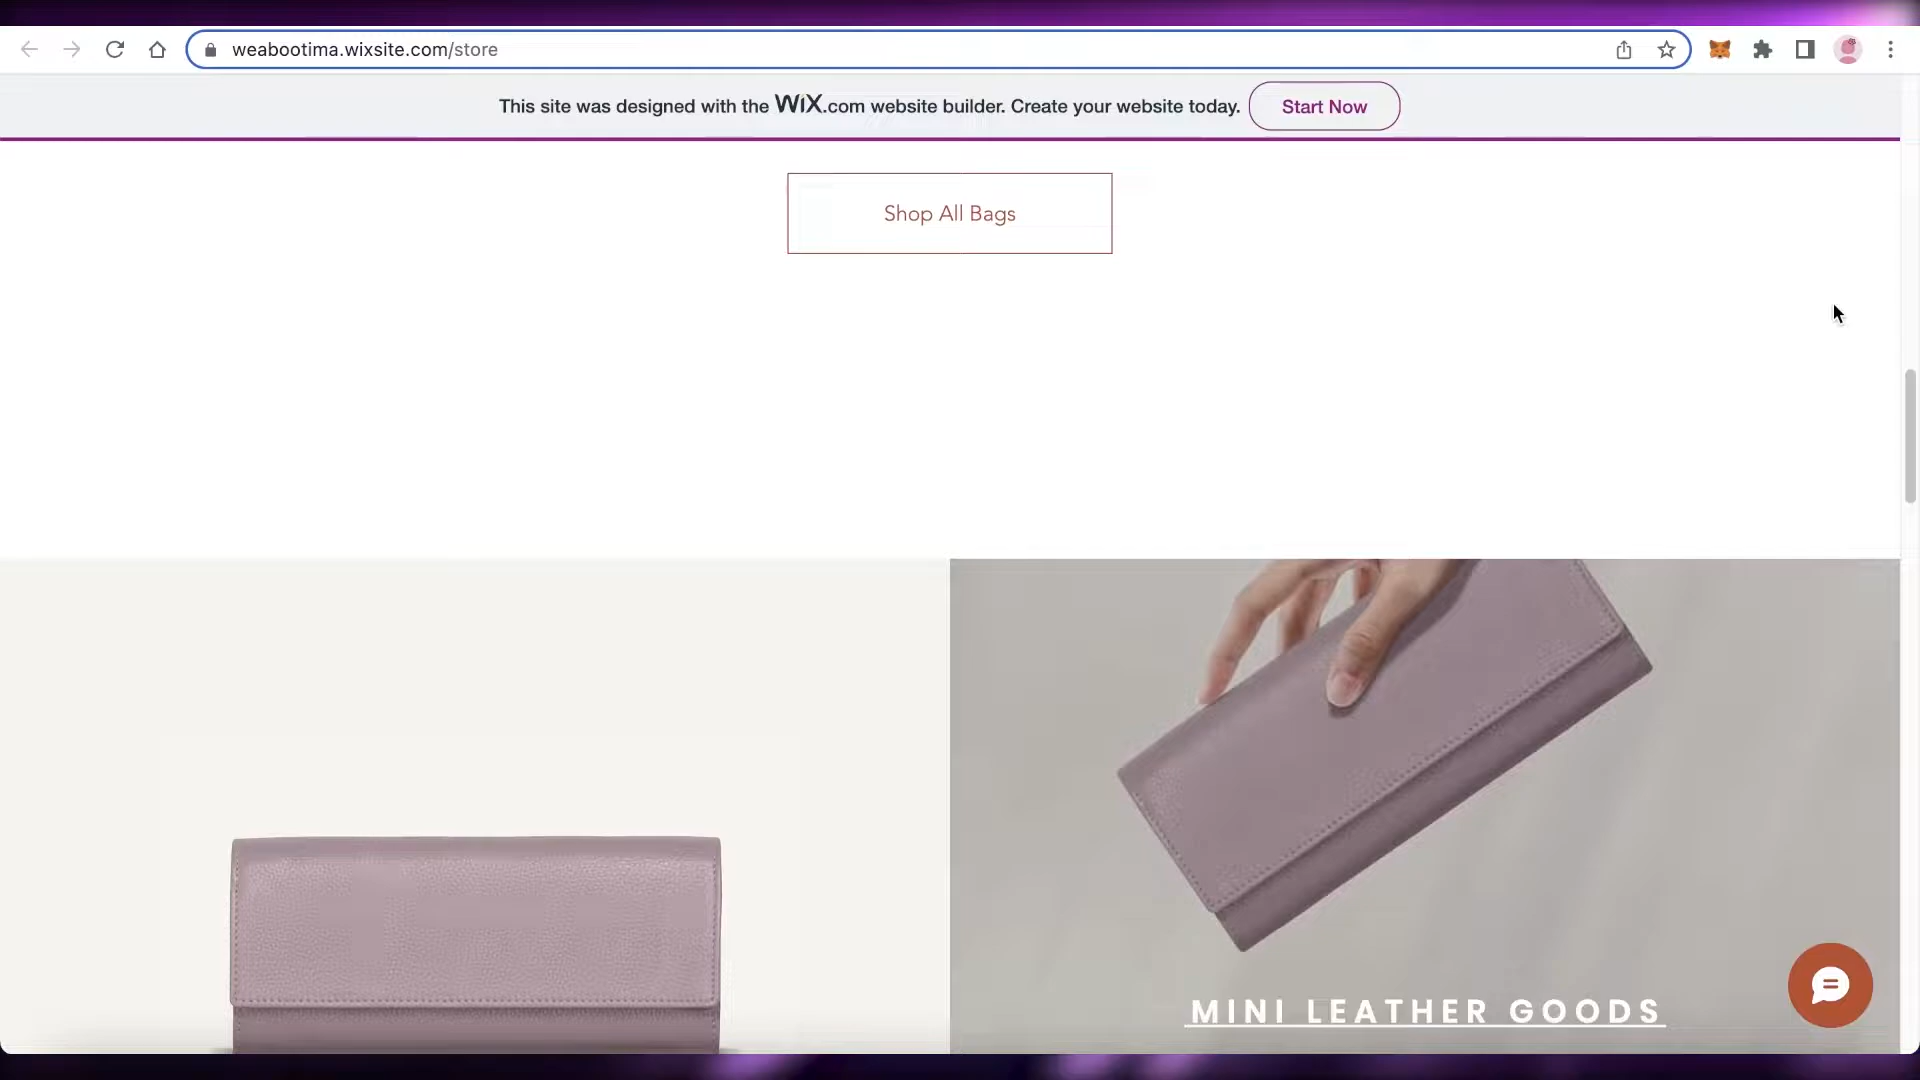 weabootima.wixsite.com/store
This site was designed with the WiX.com website builder. Create your website today. Start Now
Shop All Bags
MINI LEATHER GOODS